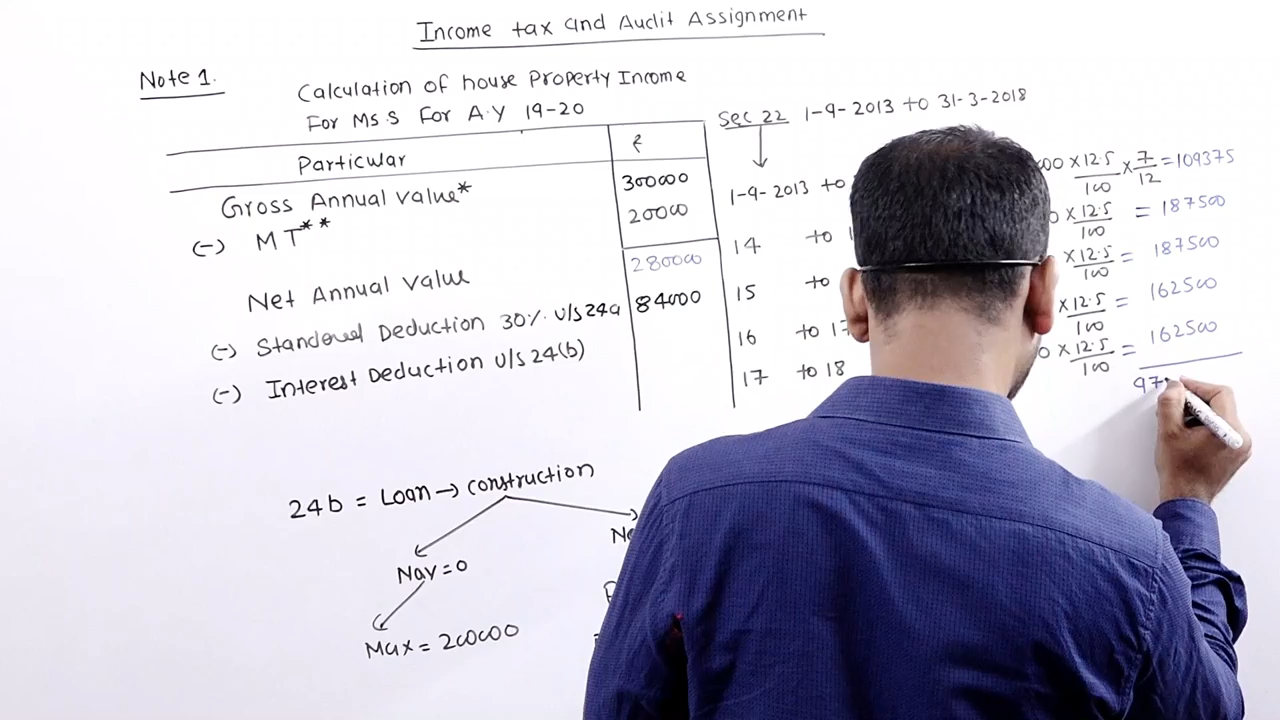 Income tax and Audit Assignment
Note 1.
Calculation of house Property Income
For Ms.S For A.Y 19-20
Particular ₹
Gross Annual value* 300000
(-) MT** 20000
Net Annual value 280000
(-) Standered Deduction 30% u/s 24a 84000
(-) Interest Deduction u/s 24(b)
24b = Loan → construction
Nav=0
Max = 200000
Sec 22 1-9-2013 to 31-3-2018
1-9-2013 to 00 × 12.5/100 × 7/12 = 109375
14 to 1 0 × 12.5/100 = 187500
15 to × 12.5/100 = 187500
16 to 17 × 12.5/100 = 162500
17 to 18 0 × 12.5/100 = 162500
97